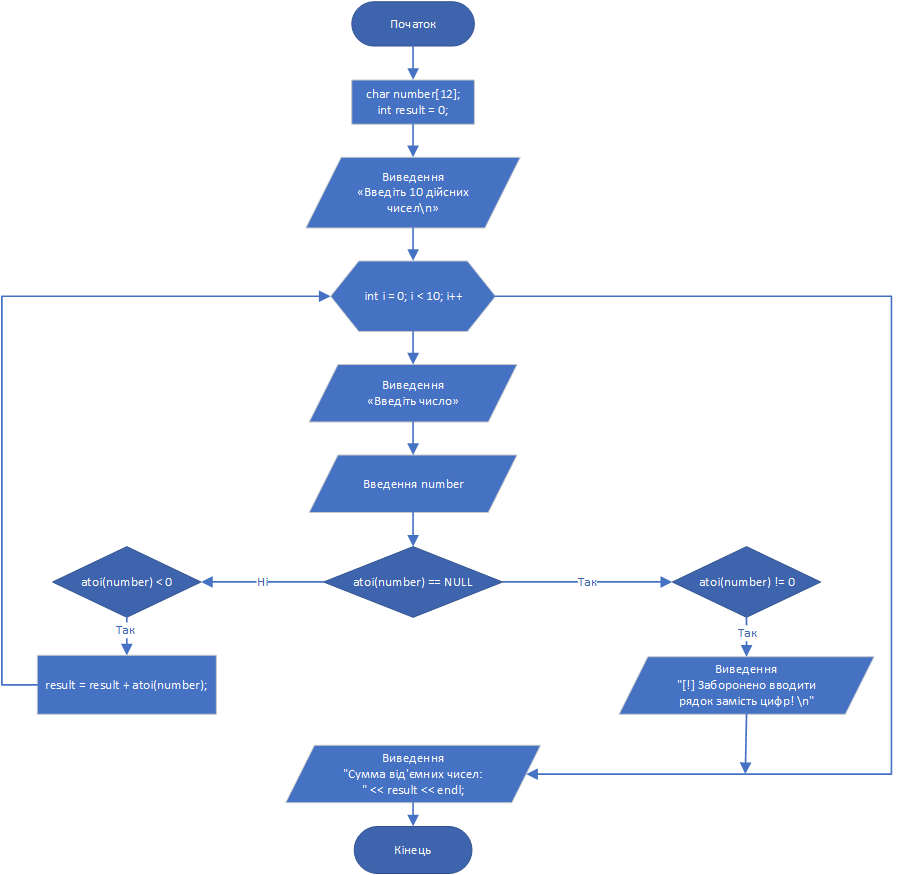 Початок
char number[12];
int result = 0;
Виведення
«Введіть 10 дійсних
чисел\n»
int i = 0; i < 10; i++
Виведення
«Введіть число»
Введення number
atoi(number) < 0
Ні
atoi(number) == NULL
Так
atoi(number) != 0
Так
Так
result = result + atoi(number);
Виведення
"[!] Заборонено вводити
рядок замість цифр! \n"
Виведення
"Сумма від'ємних чисел:
" << result << endl;
Кінець